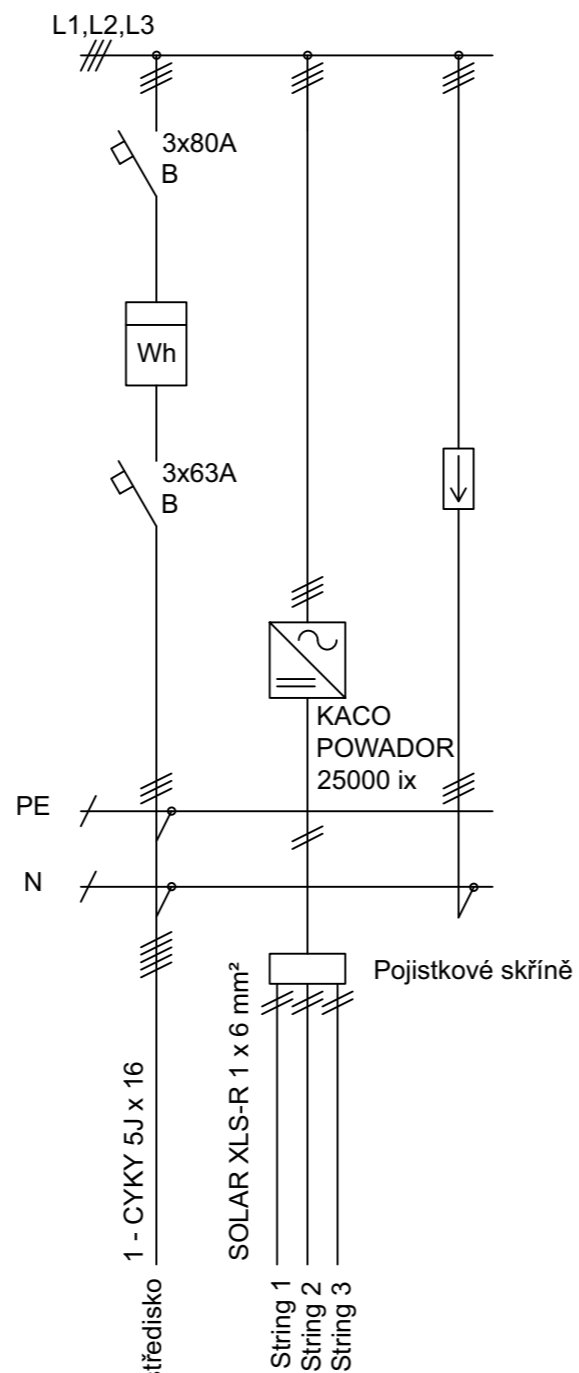 L1,L2,L3
3x80A
B
Wh
3x63A
B
KACO
POWADOR
25000 ix
PE
N
Pojistkové skříně
1 - CYKY 5J x 16
SOLAR XLS-R 1 x 6 mm²
String 1
String 2
String 3